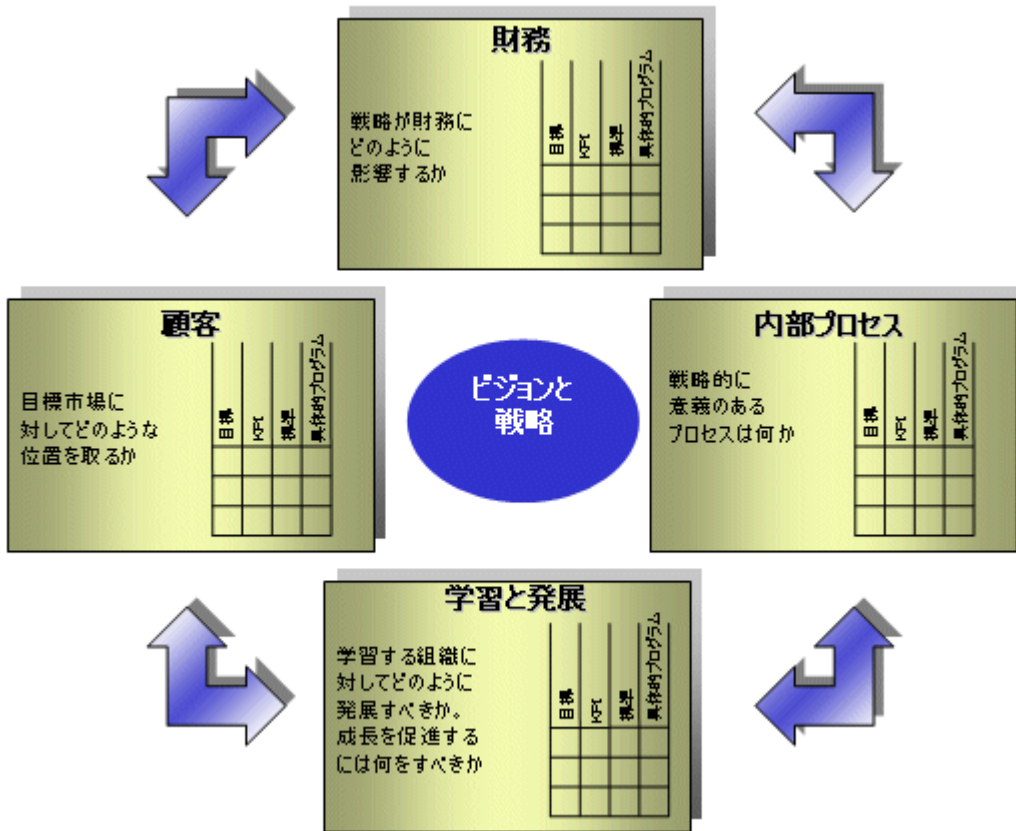 財務
戦略が財務に
どのように
影響するか
目標
KPI
標準
具体的プログラム
顧客
目標市場に
対してどのような
位置を取るか
目標
KPI
標準
具体的プログラム
ビジョンと
戦略
内部プロセス
戦略的に
意義のある
プロセスは何か
目標
KPI
標準
具体的プログラム
学習と発展
学習する組織に
対してどのように
発展すべきか。
成長を促進する
には何をすべきか
目標
KPI
標準
具体的プログラム